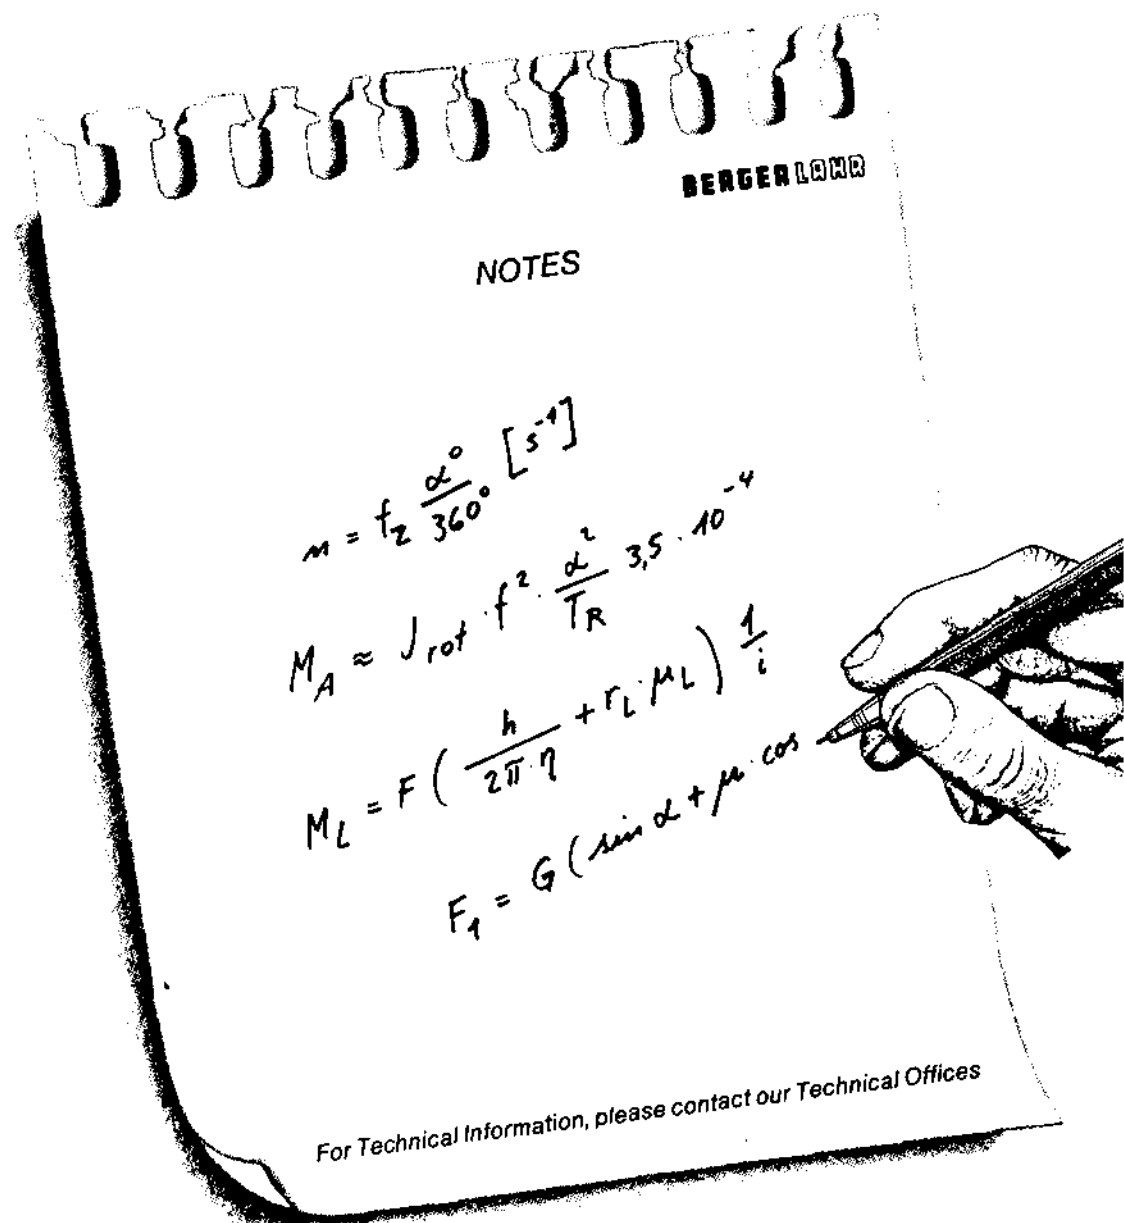 BERGER LAHR
NOTES
n = f_z α°/360° [s⁻¹]
M_A ≈ J_rot · f² · α²/T_R 3,5 · 10⁻⁴
M_L = F ( h/(2π·η) + r_L · μ_L ) 1/i
F_1 = G ( sin α + μ · cos
For Technical Information, please contact our Technical Offices